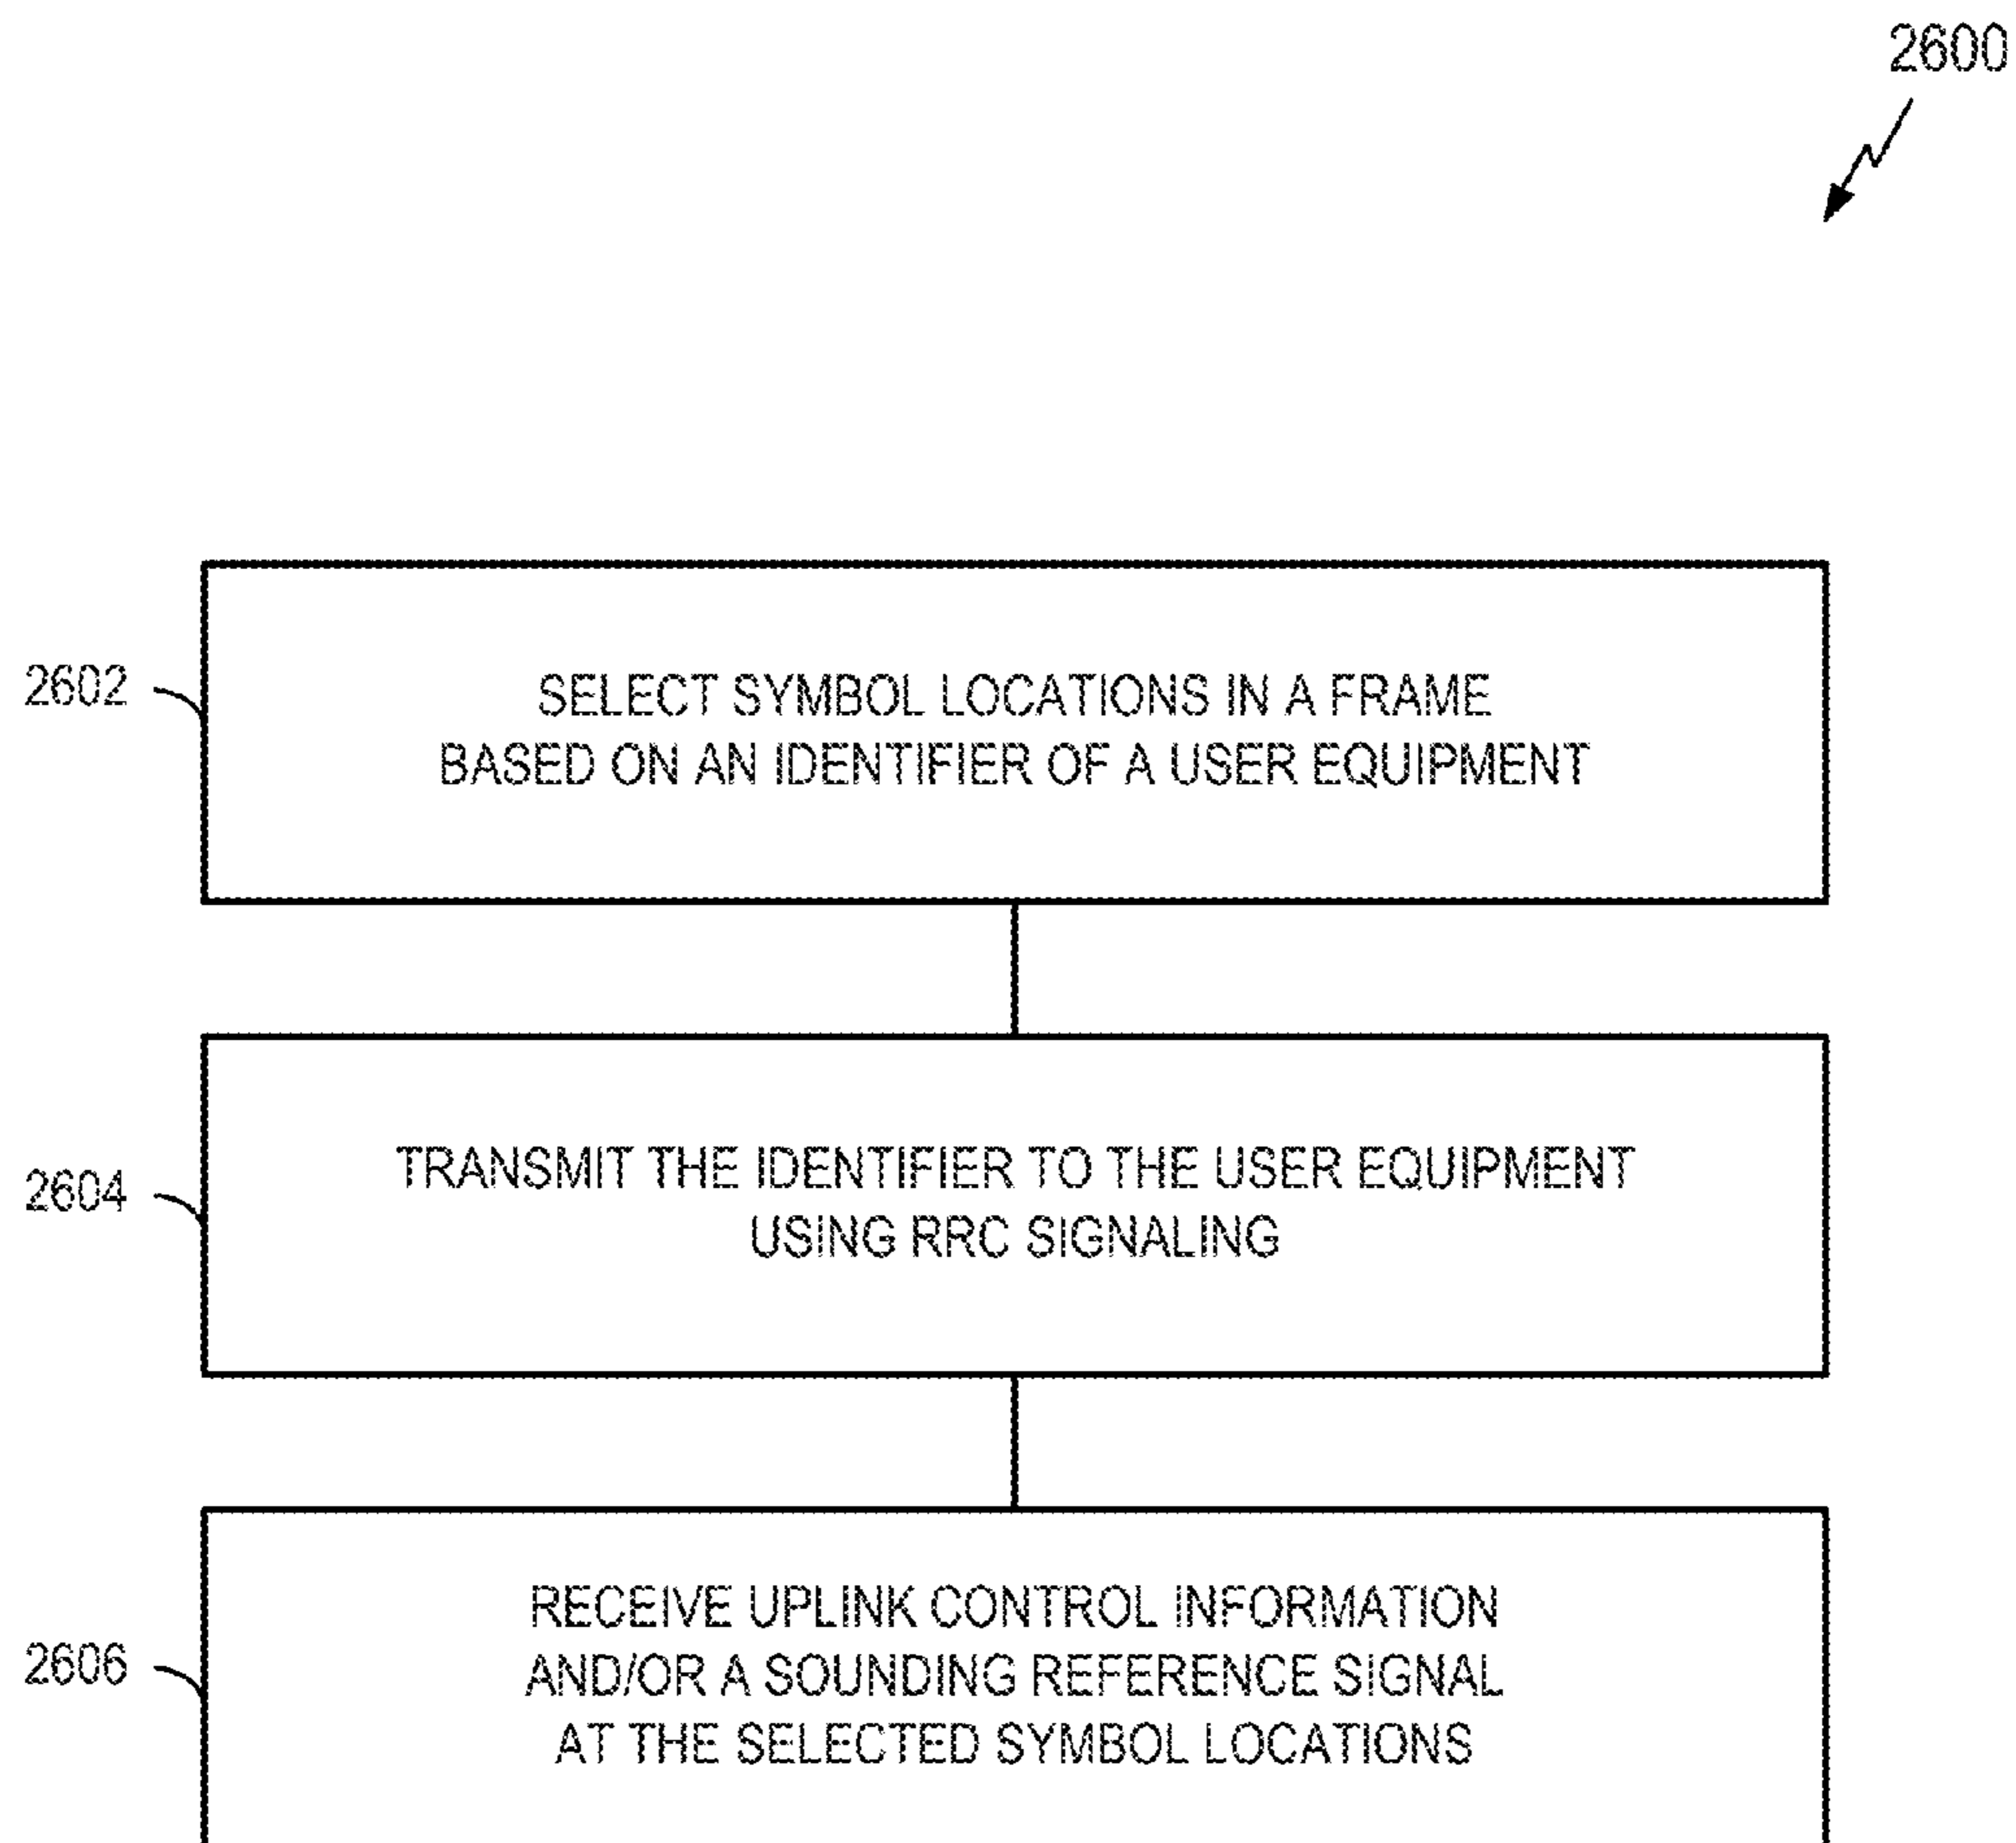 2600
2602
SELECT SYMBOL LOCATIONS IN A FRAME
BASED ON AN IDENTIFIER OF A USER EQUIPMENT
2604
TRANSMIT THE IDENTIFIER TO THE USER EQUIPMENT
USING RRC SIGNALING
2606
RECEIVE UPLINK CONTROL INFORMATION
AND/OR A SOUNDING REFERENCE SIGNAL
AT THE SELECTED SYMBOL LOCATIONS